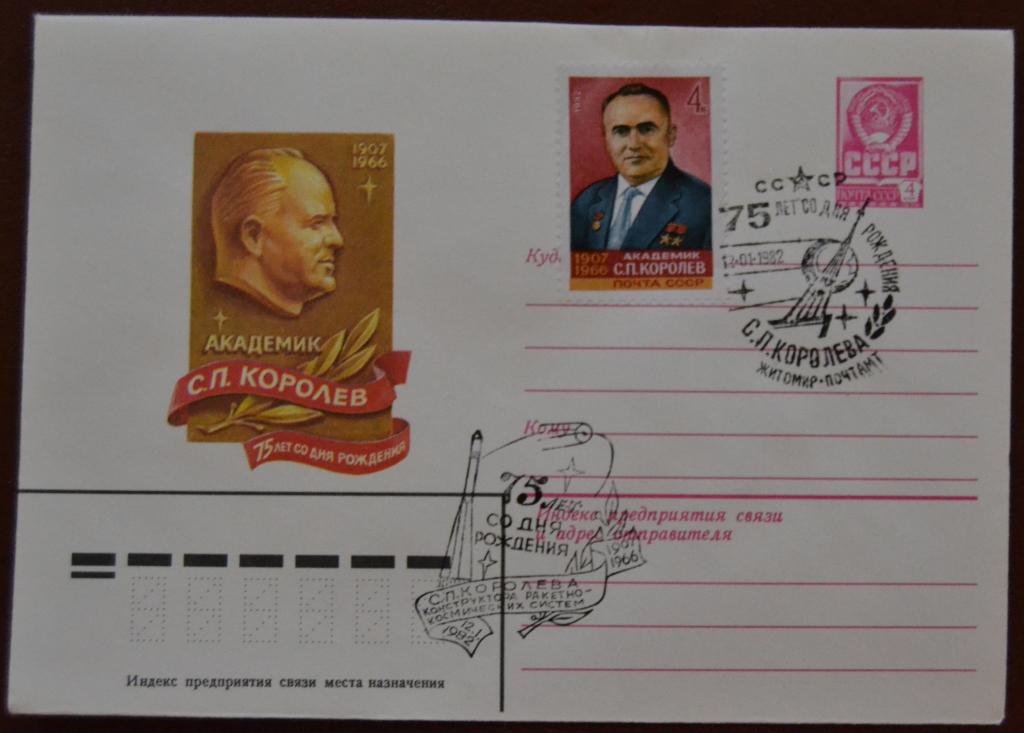 1907
1966
АКАДЕМИК
С.П. КОРОЛЕВ
75 ЛЕТ СО ДНЯ РОЖДЕНИЯ
1982
4к
1907
1966
АКАДЕМИК
С.П.КОРОЛЕВ
ПОЧТА СССР
СССР
4
СССР
75 ЛЕТ СО ДНЯ
РОЖДЕНИЯ
12-01-1982
С.П.КОРОЛЕВА
ЖИТОМИР-ПОЧТАМТ
Куда
Кому
75 лет
СО ДНЯ
РОЖДЕНИЯ
1907
1966
С.П.КОРОЛЕВА
КОНСТРУКТОРА РАКЕТНО-
КОСМИЧЕСКИХ СИСТЕМ
12.I.
1982
Индекс предприятия связи
и адрес отправителя
Индекс предприятия связи места назначения